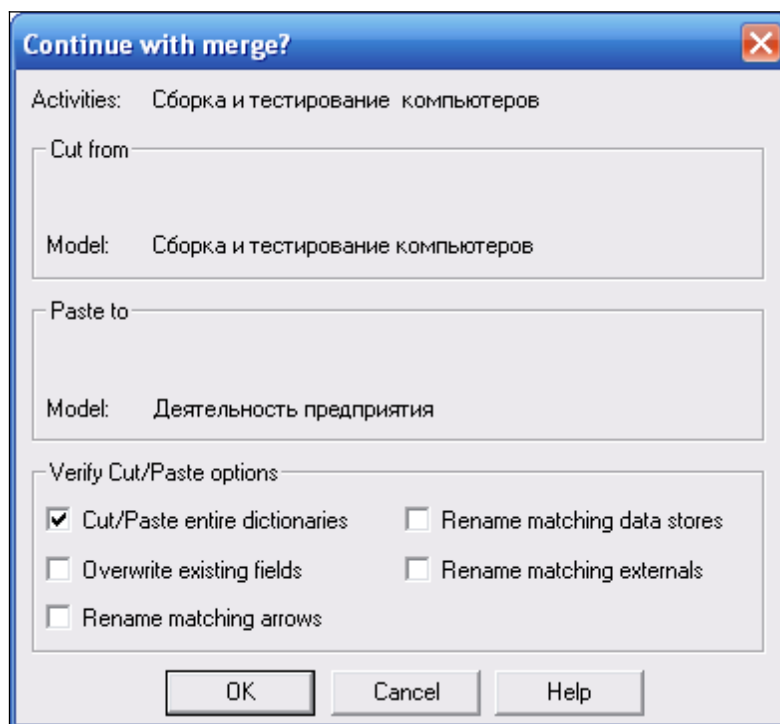 Continue with merge?
Activities: Сборка и тестирование компьютеров
Cut from
Model: Сборка и тестирование компьютеров
Paste to
Model: Деятельность предприятия
Verify Cut/Paste options
Cut/Paste entire dictionaries Rename matching data stores
Overwrite existing fields Rename matching externals
Rename matching arrows
OK Cancel Help